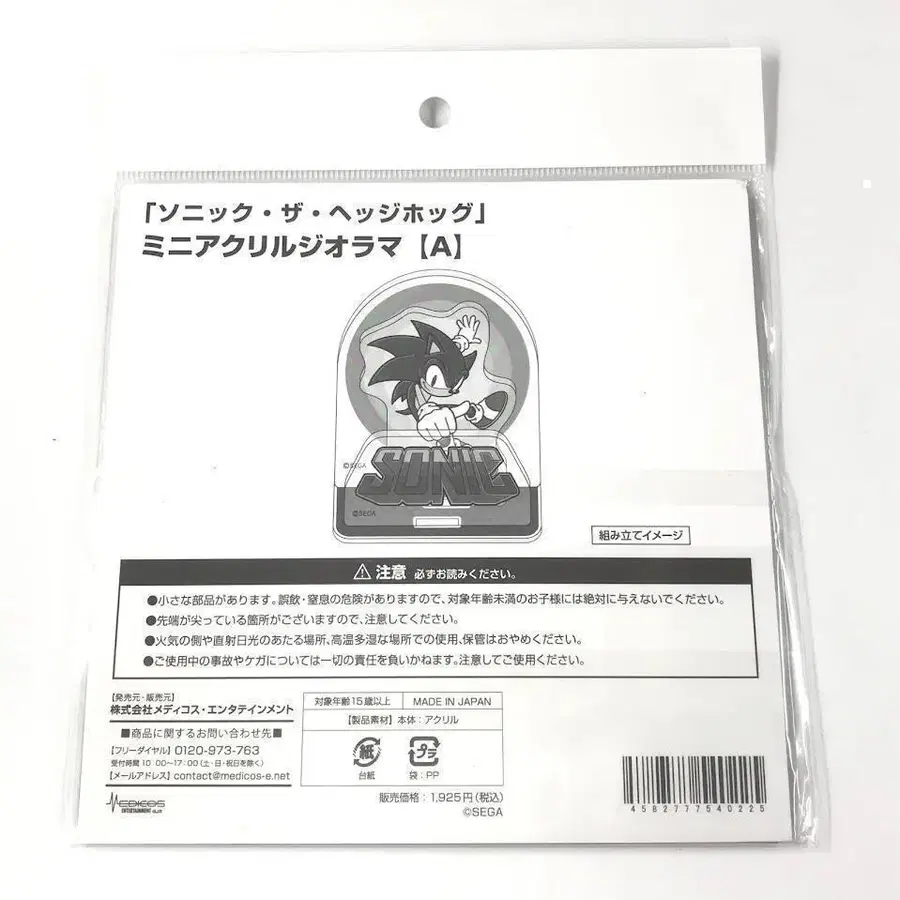 「ソニック・ザ・ヘッジホッグ」
ミニアクリルジオラマ【A】
©SEGA
SONIC
©SEGA
組み立てイメージ
⚠注意 必ずお読みください。
●小さな部品があります。誤飲・窒息の危険がありますので、対象年齢未満のお子様には絶対に与えないでください。
●先端が尖っている箇所がございますので、注意してください。
●火気の側や直射日光のあたる場所、高温多湿な場所での使用、保管はおやめください。
●ご使用中の事故やケガについては一切の責任を負いかねます。注意してご使用ください。
【発売元・販売元】
株式会社メディコス・エンタテインメント
■商品に関するお問い合わせ先■
【フリーダイヤル】0120-973-763
受付時間 10:00〜17:00(土・日・祝日を除く)
【メールアドレス】contact@medicos-e.net
MEDICOS
ENTERTAINMENT co.,LTD
対象年齢15歳以上 MADE IN JAPAN
【製品素材】本体:アクリル
紙 プラ
台紙 袋:PP
販売価格:1,925円(税込)
©SEGA
4582777540225